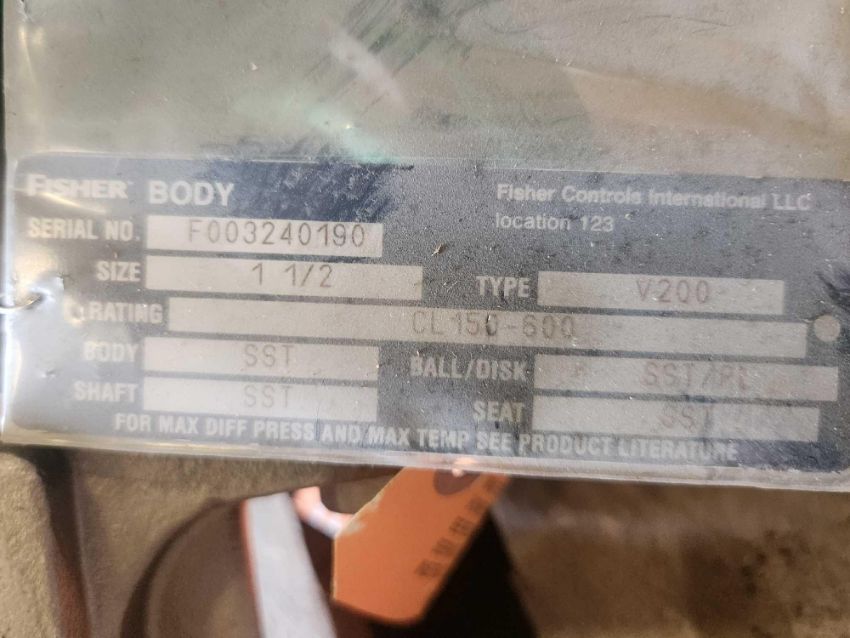 FISHER BODY Fisher Controls International LLC
SERIAL NO. F003240190 location 123
SIZE 1 1/2 TYPE V200
RATING CL150-600
BODY SST BALL/DISK SST/PL
SHAFT SST SEAT SST
FOR MAX DIFF PRESS AND MAX TEMP SEE PRODUCT LITERATURE